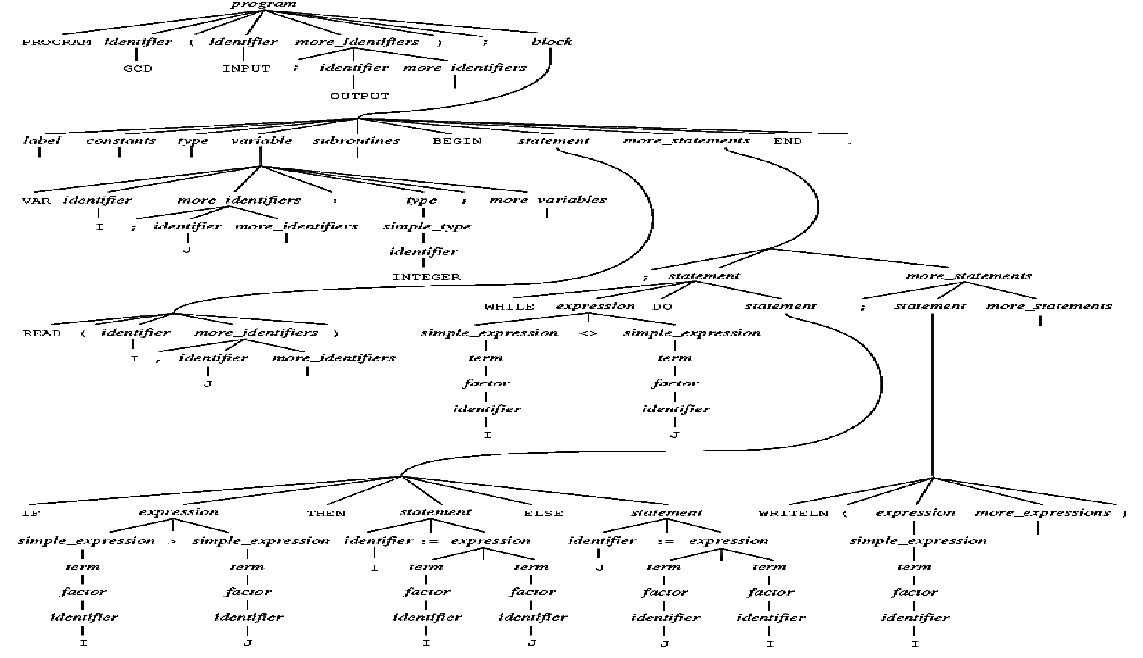 program
PROGRAM identifier ( identifier more_identifiers ) ; block
GCD INPUT ; identifier more identifiers
OUTPUT
label constants type variable subroutines BEGIN statement more_statements END .
VAR identifier more identifiers : type ; more variables
I ; identifier more_identifiers simple_type
J identifier
INTEGER
; statement more_statements
WHILE expression DO statement ; statement more_statements
READ ( identifier more_identifiers ) simple_expression <> simple_expression
I , identifier more_identifiers term term
J factor factor
identifier identifier
I J
IF expression THEN statement ELSE statement WRITELN ( expression more_expressions )
simple_expression > simple_expression identifier := expression identifier := expression simple_expression
term term I term term J term term term
factor factor factor factor factor factor factor
identifier identifier identifier identifier identifier identifier identifier
I J I J J I I